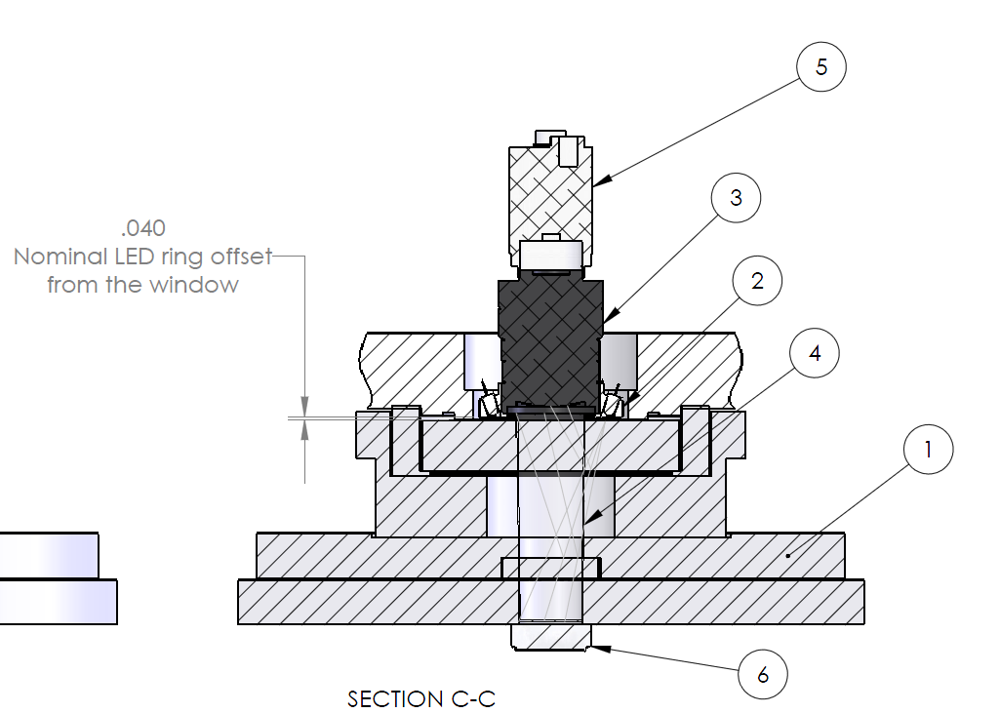 5
3
.040
Nominal LED ring offset
from the window
2
4
1
6
SECTION C-C